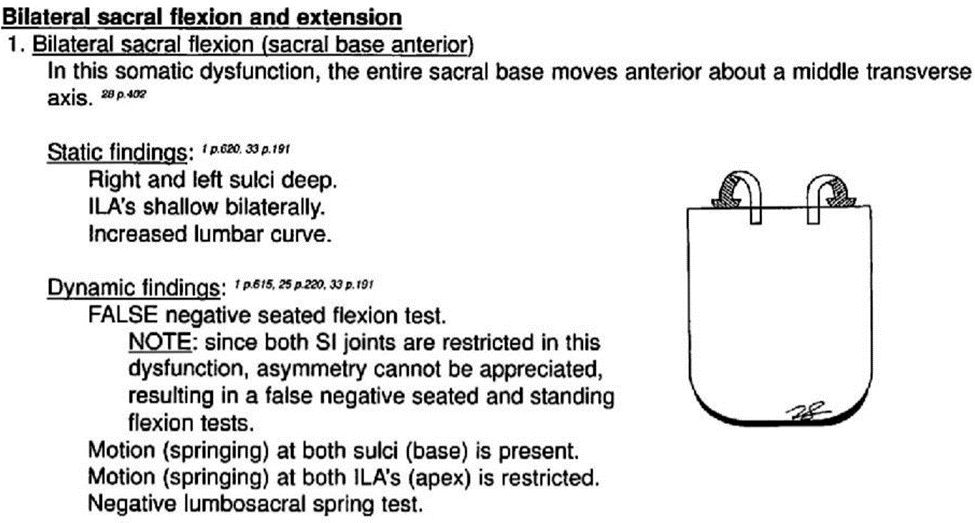 Bilateral sacral flexion and extension
1. Bilateral sacral flexion (sacral base anterior)
In this somatic dysfunction, the entire sacral base moves anterior about a middle transverse
axis. 28 p.402
Static findings: 1 p.620, 33 p.191
Right and left sulci deep.
ILA's shallow bilaterally.
Increased lumbar curve.
Dynamic findings: 1 p.615, 25 p.220, 33 p.191
FALSE negative seated flexion test.
NOTE: since both SI joints are restricted in this
dysfunction, asymmetry cannot be appreciated,
resulting in a false negative seated and standing
flexion tests.
Motion (springing) at both sulci (base) is present.
Motion (springing) at both ILA's (apex) is restricted.
Negative lumbosacral spring test.